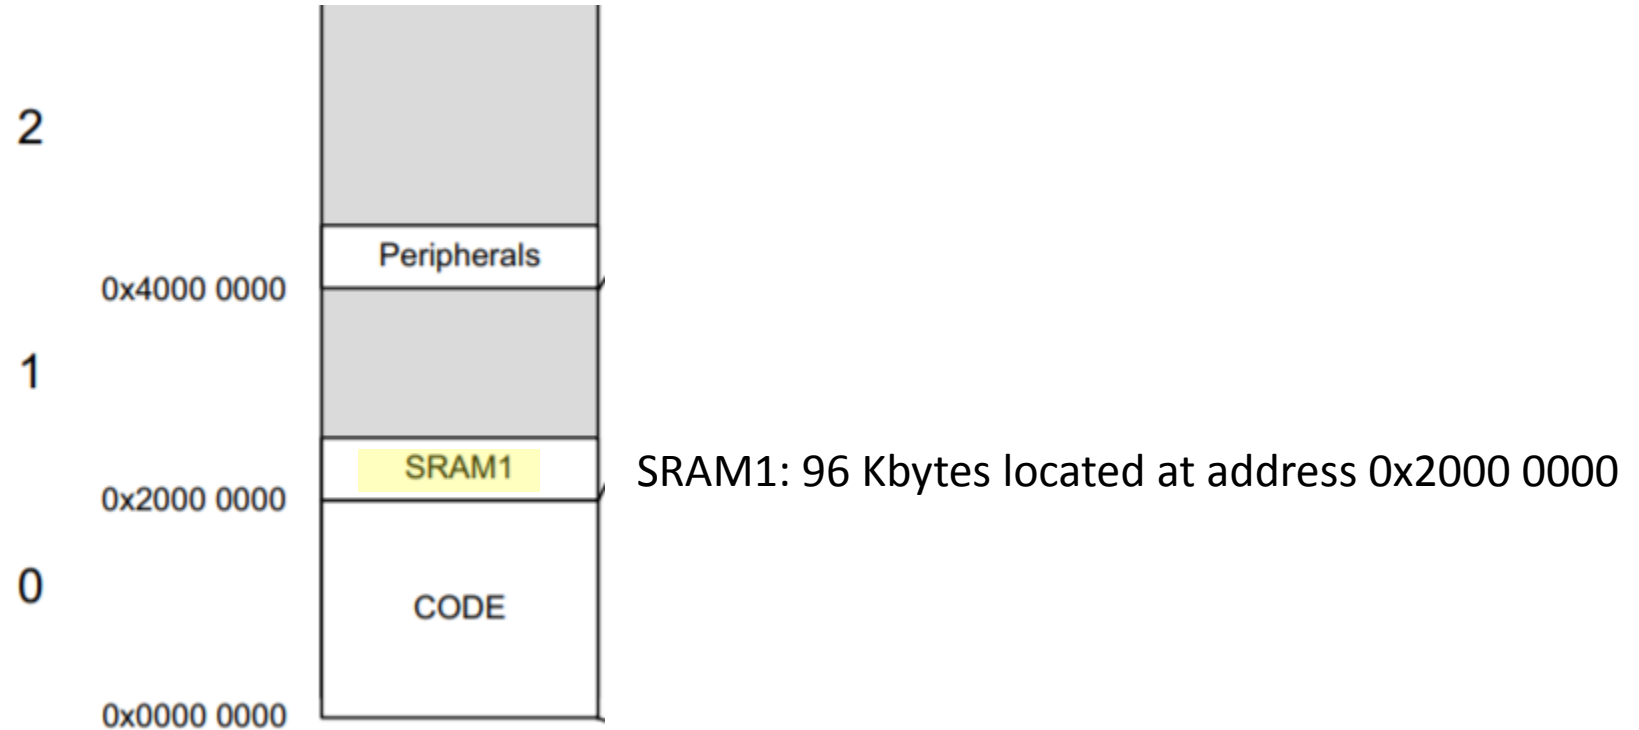 2
Peripherals
0x4000 0000
1
SRAM1
SRAM1: 96 Kbytes located at address 0x2000 0000
0x2000 0000
0
CODE
0x0000 0000